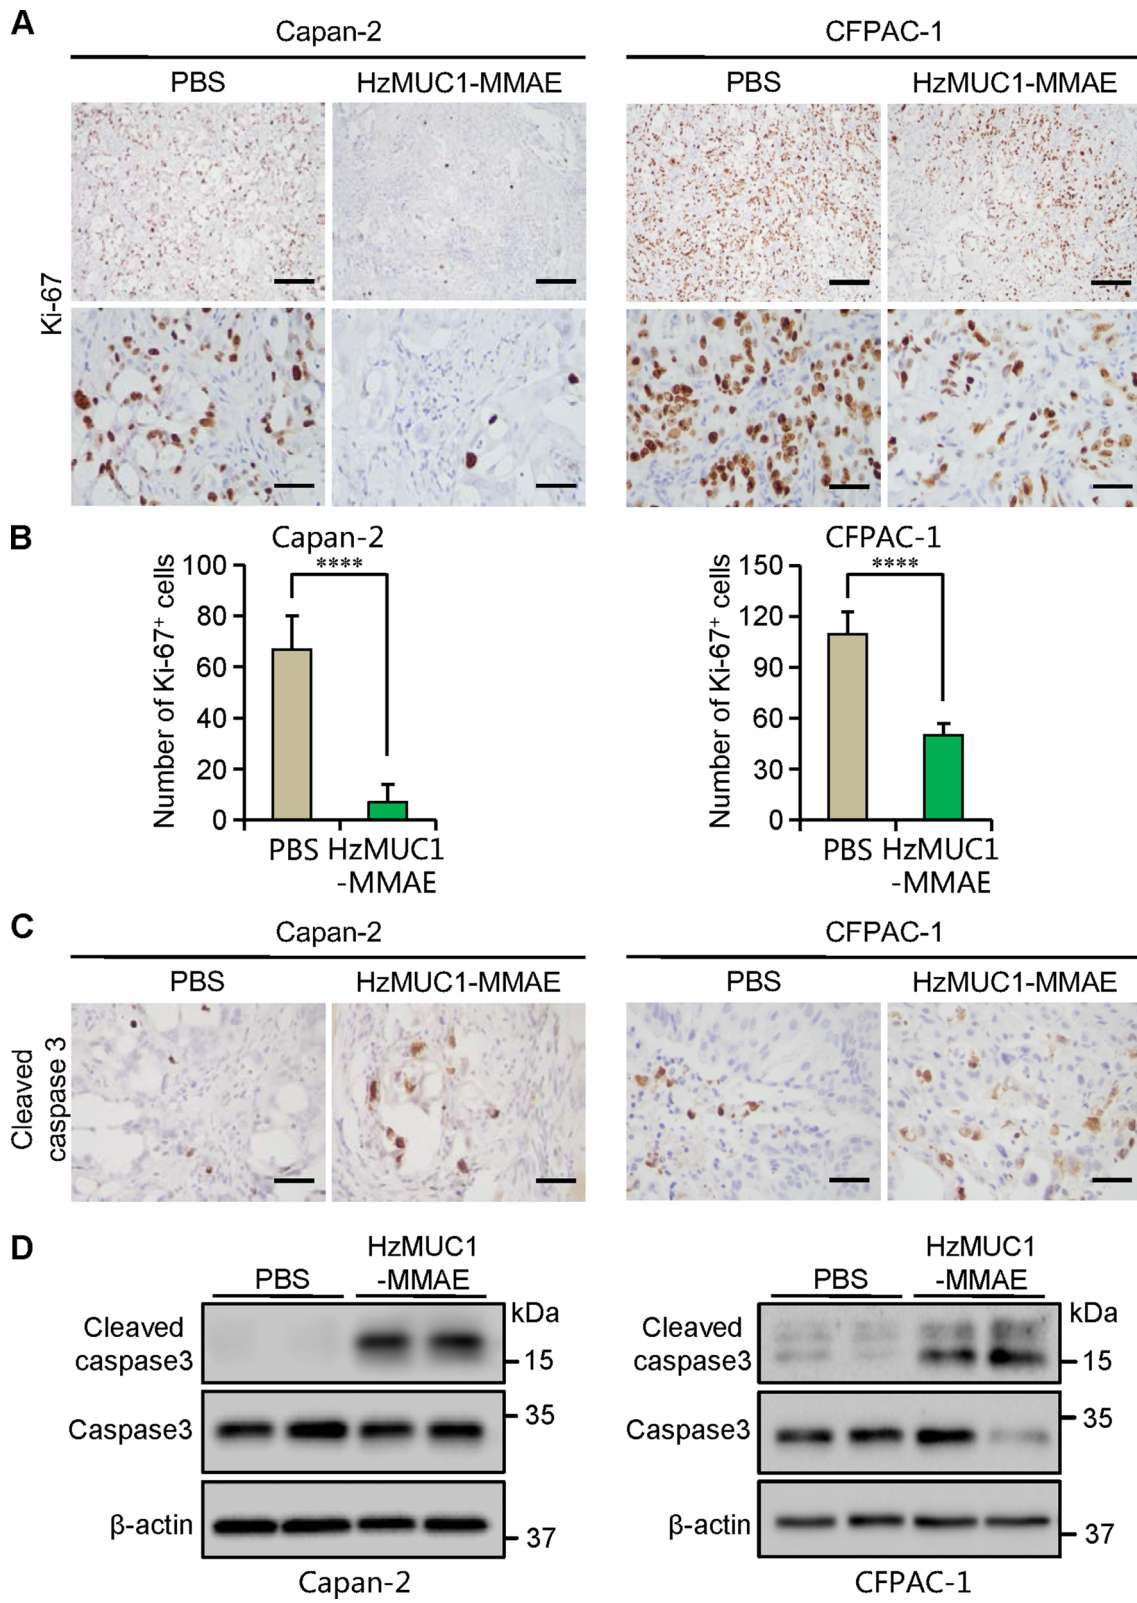 A
Capan-2
CFPAC-1
PBS
HzMUC1-MMAE
PBS
HzMUC1-MMAE
Ki-67
B
Capan-2
****
Number of Ki-67+ cells
100
80
60
40
20
0
PBS
HzMUC1
-MMAE
CFPAC-1
****
Number of Ki-67+ cells
150
120
90
60
30
0
PBS
HzMUC1
-MMAE
C
Capan-2
CFPAC-1
PBS
HzMUC1-MMAE
PBS
HzMUC1-MMAE
Cleaved
caspase 3
D
PBS
HzMUC1
-MMAE
kDa
Cleaved
caspase3
15
Caspase3
35
β-actin
37
Capan-2
PBS
HzMUC1
-MMAE
kDa
Cleaved
caspase3
15
Caspase3
35
β-actin
37
CFPAC-1